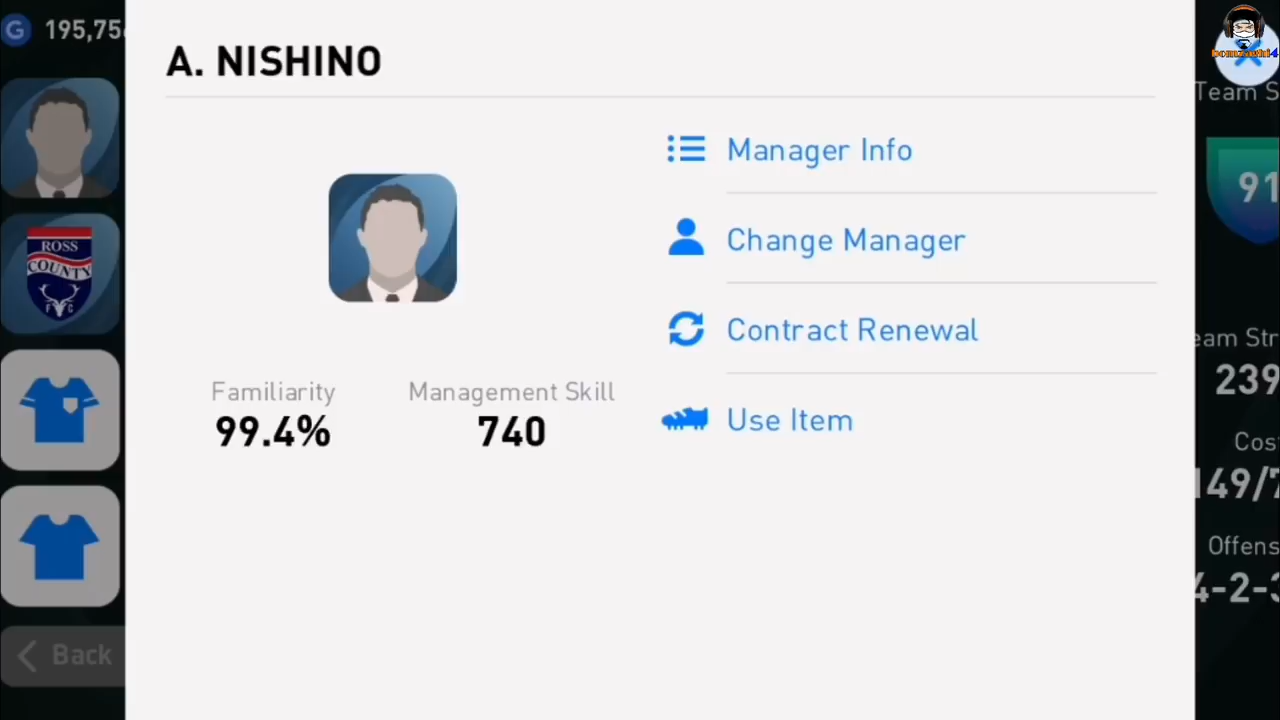 G 195,75
A. NISHINO
Manager Info
Change Manager
Contract Renewal
Use Item
Familiarity
99.4%
Management Skill
740
ROSS
COUNTY
F C
Back
Team S
91
eam Str
239
Cos
149/7
Offens
4-2-3